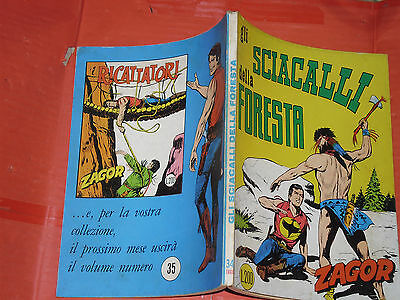 I RICATTATORI
ZAGOR
...e, per la vostra
collezione,
il prossimo mese uscirà
il volume numero 35
GLI SCIACALLI DELLA FORESTA
34
gli
SCIACALLI
della
FORESTA
L.200
ZAGOR